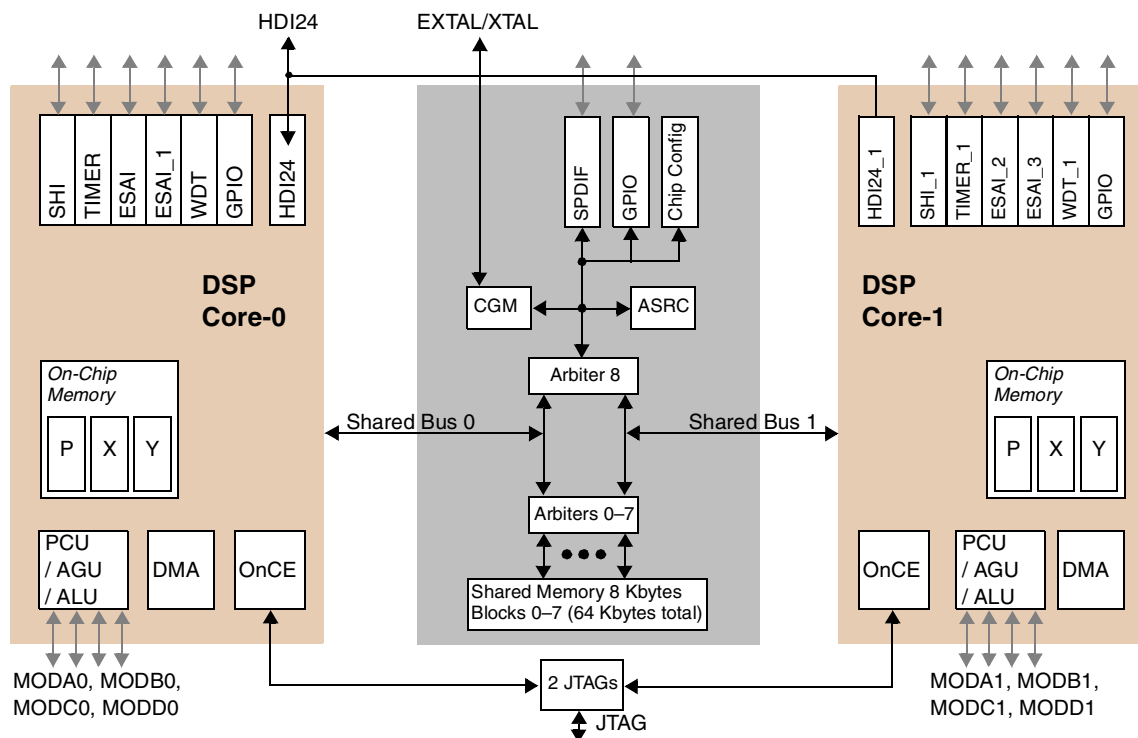 HDI24
EXTAL/XTAL
SHI
TIMER
ESAI
ESAI_1
WDT
GPIO
HDI24
SPDIF
GPIO
Chip Config
HDI24_1
SHI_1
TIMER_1
ESAI_2
ESAI_3
WDT_1
GPIO
DSP
Core-0
CGM
ASRC
DSP
Core-1
Arbiter 8
On-Chip
Memory
P
X
Y
Shared Bus 0
Shared Bus 1
On-Chip
Memory
P
X
Y
Arbiters 0–7
PCU
/ AGU
/ ALU
DMA
OnCE
Shared Memory 8 Kbytes
Blocks 0–7 (64 Kbytes total)
OnCE
PCU
/ AGU
/ ALU
DMA
MODA0, MODB0,
MODC0, MODD0
2 JTAGs
JTAG
MODA1, MODB1,
MODC1, MODD1